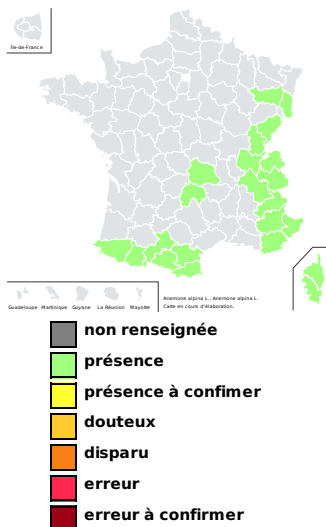 Île-de-France
Guadeloupe Martinique Guyane La Réunion Mayotte
Anemone alpina L., Anemone alpina L.
Carte en cours d'élaboration.
non renseignée
présence
présence à confimer
douteux
disparu
erreur
erreur à confirmer